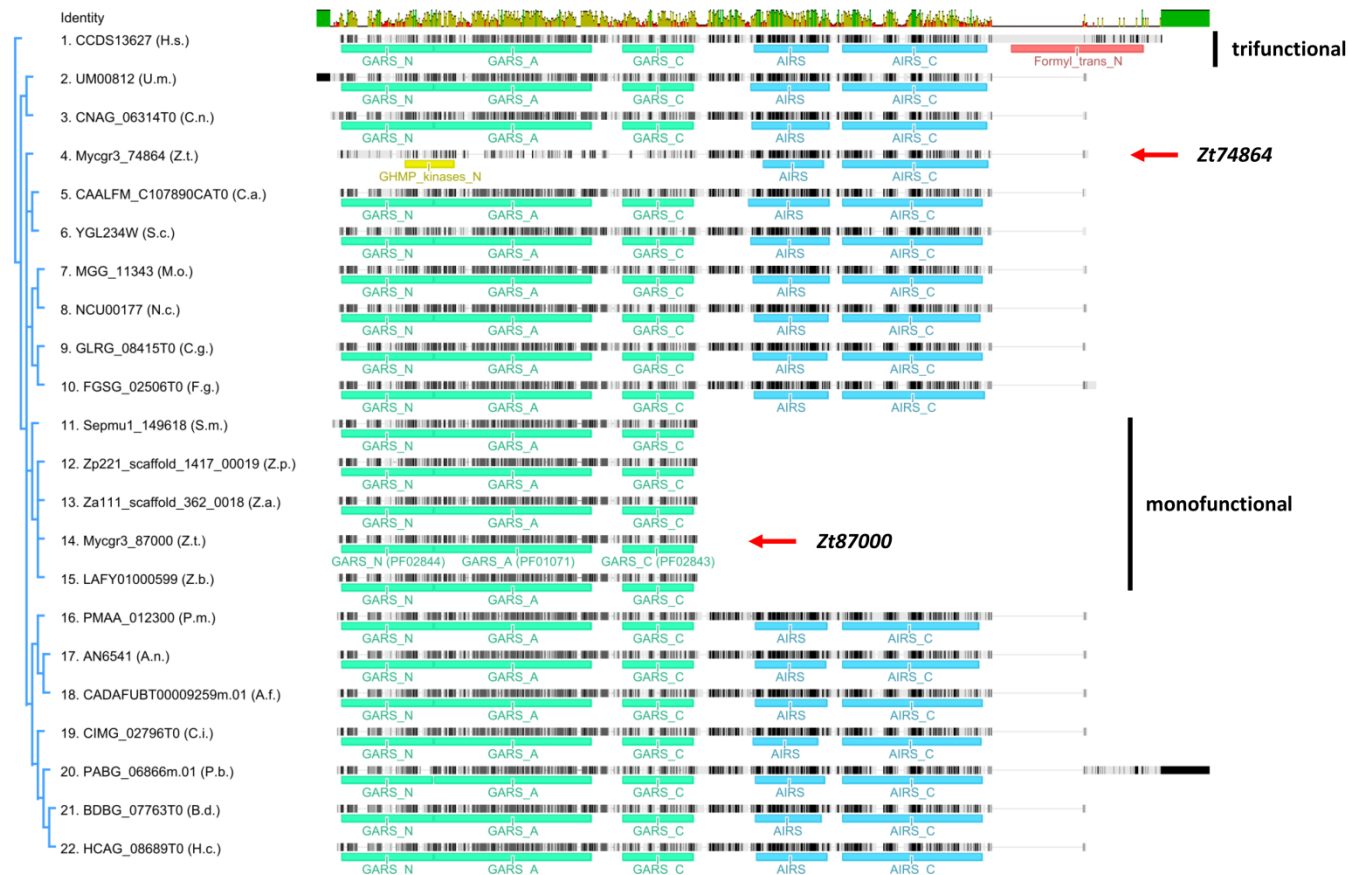 Identity
1. CCDS13627 (H.s.)
GARS_N GARS_A GARS_C AIRS AIRS_C Formyl_trans_N
trifunctional
2. UM00812 (U.m.)
GARS_N GARS_A GARS_C AIRS AIRS_C
3. CNAG_06314T0 (C.n.)
GARS_N GARS_A GARS_C AIRS AIRS_C
4. Mycgr3_74864 (Z.t.)
Zt74864
GHMP_kinases_N AIRS AIRS_C
5. CAALFM_C107890CAT0 (C.a.)
GARS_N GARS_A GARS_C AIRS AIRS_C
6. YGL234W (S.c.)
GARS_N GARS_A GARS_C AIRS AIRS_C
7. MGG_11343 (M.o.)
GARS_N GARS_A GARS_C AIRS AIRS_C
8. NCU00177 (N.c.)
GARS_N GARS_A GARS_C AIRS AIRS_C
9. GLRG_08415T0 (C.g.)
GARS_N GARS_A GARS_C AIRS AIRS_C
10. FGSG_02506T0 (F.g.)
GARS_N GARS_A GARS_C AIRS AIRS_C
11. Sepmu1_149618 (S.m.)
GARS_N GARS_A GARS_C
12. Zp221_scaffold_1417_00019 (Z.p.)
GARS_N GARS_A GARS_C
13. Za111_scaffold_362_0018 (Z.a.)
monofunctional
GARS_N GARS_A GARS_C
14. Mycgr3_87000 (Z.t.)
Zt87000
GARS_N (PF02844) GARS_A (PF01071) GARS_C (PF02843)
15. LAFY01000599 (Z.b.)
GARS_N GARS_A GARS_C
16. PMAA_012300 (P.m.)
GARS_N GARS_A GARS_C AIRS AIRS_C
17. AN6541 (A.n.)
GARS_N GARS_A GARS_C AIRS AIRS_C
18. CADAFUBT00009259m.01 (A.f.)
GARS_N GARS_A GARS_C AIRS AIRS_C
19. CIMG_02796T0 (C.i.)
GARS_N GARS_A GARS_C AIRS AIRS_C
20. PABG_06866m.01 (P.b.)
GARS_N GARS_A GARS_C AIRS AIRS_C
21. BDBG_07763T0 (B.d.)
GARS_N GARS_A GARS_C AIRS AIRS_C
22. HCAG_08689T0 (H.c.)
GARS_N GARS_A GARS_C AIRS AIRS_C